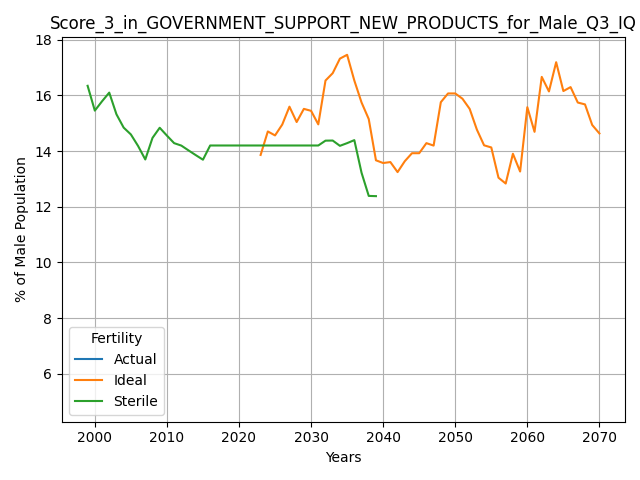 Score_3_in_GOVERNMENT_SUPPORT_NEW_PRODUCTS_for_Male_Q3_IQ
18
16
14
12
10
8
6
% of Male Population
Fertility
Actual
Ideal
Sterile
2000 2010 2020 2030 2040 2050 2060 2070
Years